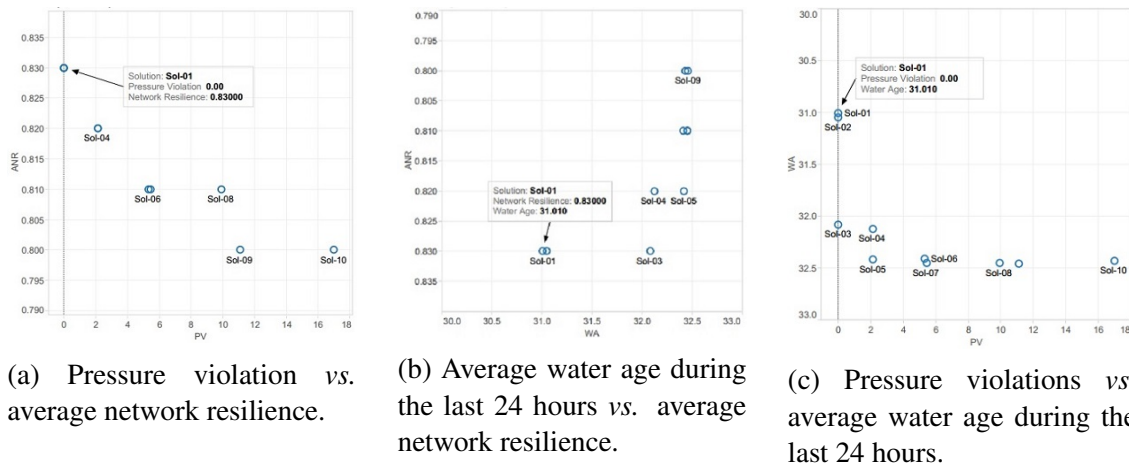 0.835
0.830
0.825
0.820
0.815
0.810
0.805
0.800
0.795
0.790
ANR
Solution: Sol-01
Pressure Violation 0.00
Network Resilience: 0.83000
Sol-04
Sol-06
Sol-08
Sol-09
Sol-10
0 2 4 6 8 10 12 14 16 18
PV
(a) Pressure violation vs.
average network resilience.
0.790
0.795
0.800
0.805
0.810
0.815
0.820
0.825
0.830
0.835
ANR
Sol-09
Solution: Sol-01
Network Resilience: 0.83000
Water Age: 31.010
Sol-04
Sol-05
Sol-01
Sol-03
30.0 30.5 31.0 31.5 32.0 32.5 33.0
WA
(b) Average water age during
the last 24 hours vs. average
network resilience.
30.0
30.5
31.0
31.5
32.0
32.5
33.0
WA
Solution: Sol-01
Pressure Violation: 0.00
Water Age: 31.010
Sol-01
Sol-02
Sol-03
Sol-04
Sol-05
Sol-06
Sol-07
Sol-08
Sol-10
0 2 4 6 8 10 12 14 16 18
PV
(c) Pressure violations vs
average water age during the
last 24 hours.